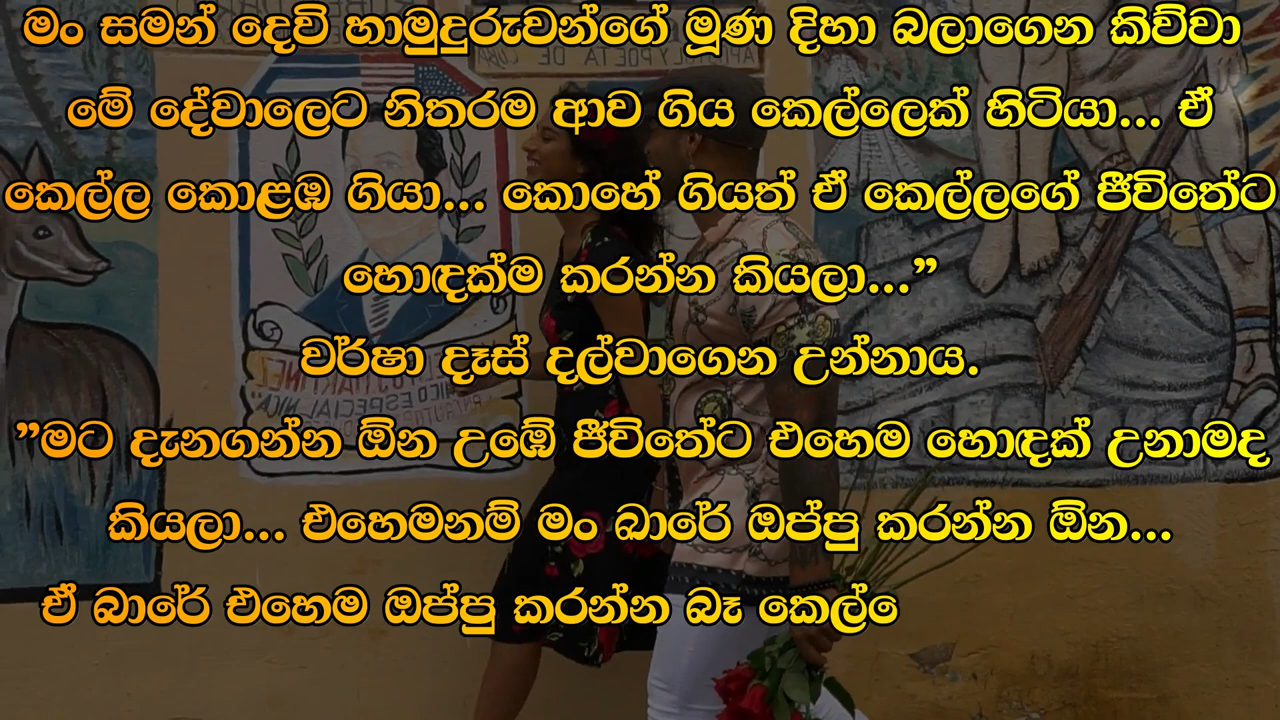 මං සමන් දෙවි හාමුදුරුවන්ගේ මූණ දිහා බලාගෙන කිව්වා
මේ දේවාලෙට නිතරම ආව ගිය කෙල්ලෙක් හිටියා... ඒ
කෙල්ල කොළඹ ගියා... කොහේ ගියත් ඒ කෙල්ලගේ ජීවිතේට
හොඳක්ම කරන්න කියලා...”
වර්ෂා දෑස් දල්වාගෙන උන්නාය.
”මට දැනගන්න ඕන උඹේ ජීවිතේට එහෙම හොඳක් උනාමද
කියලා... එහෙමනම් මං ඛාරේ ඔප්පු කරන්න ඕන...
ඒ බාරේ එහෙම ඔප්පු කරන්න බෑ කෙල්ෙ